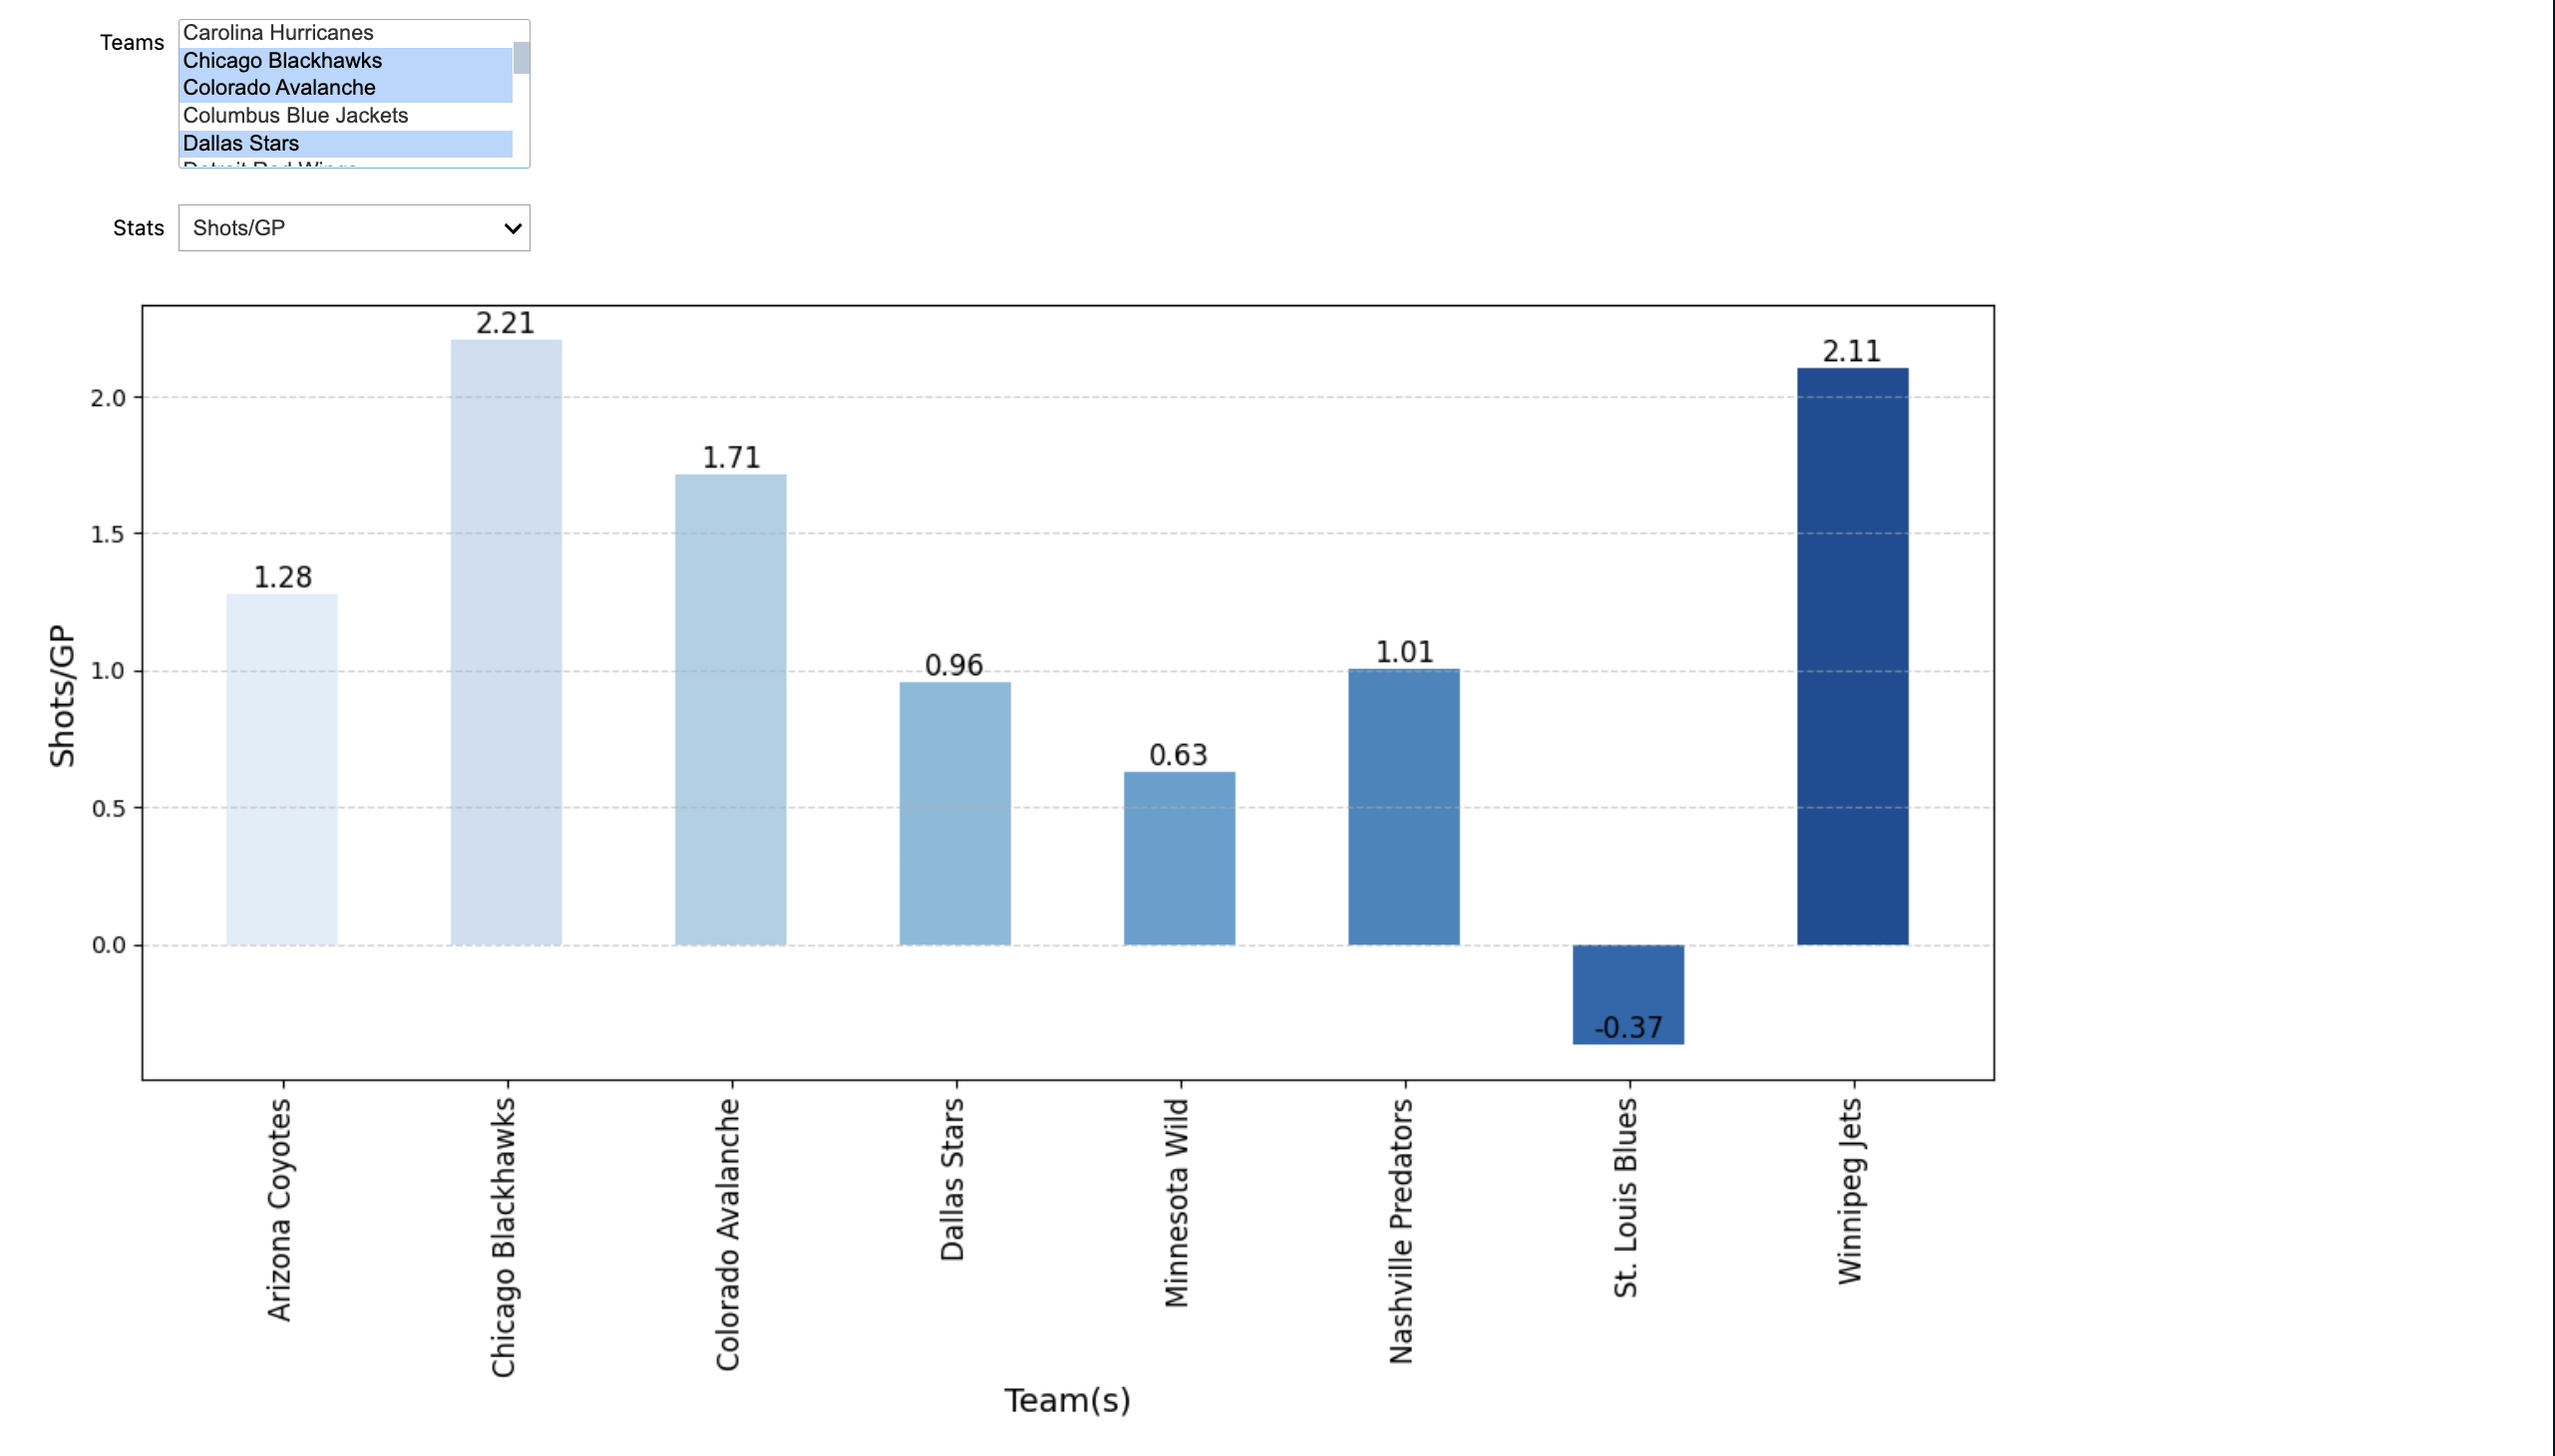 Teams
Carolina Hurricanes
Chicago Blackhawks
Colorado Avalanche
Columbus Blue Jackets
Dallas Stars
Detroit Red Wings
Stats
Shots/GP
2.21
2.11
2.0
1.71
1.5
1.28
1.01
1.0
0.96
0.63
0.5
0.0
-0.37
Shots/GP
Arizona Coyotes
Chicago Blackhawks
Colorado Avalanche
Dallas Stars
Minnesota Wild
Nashville Predators
St. Louis Blues
Winnipeg Jets
Team(s)